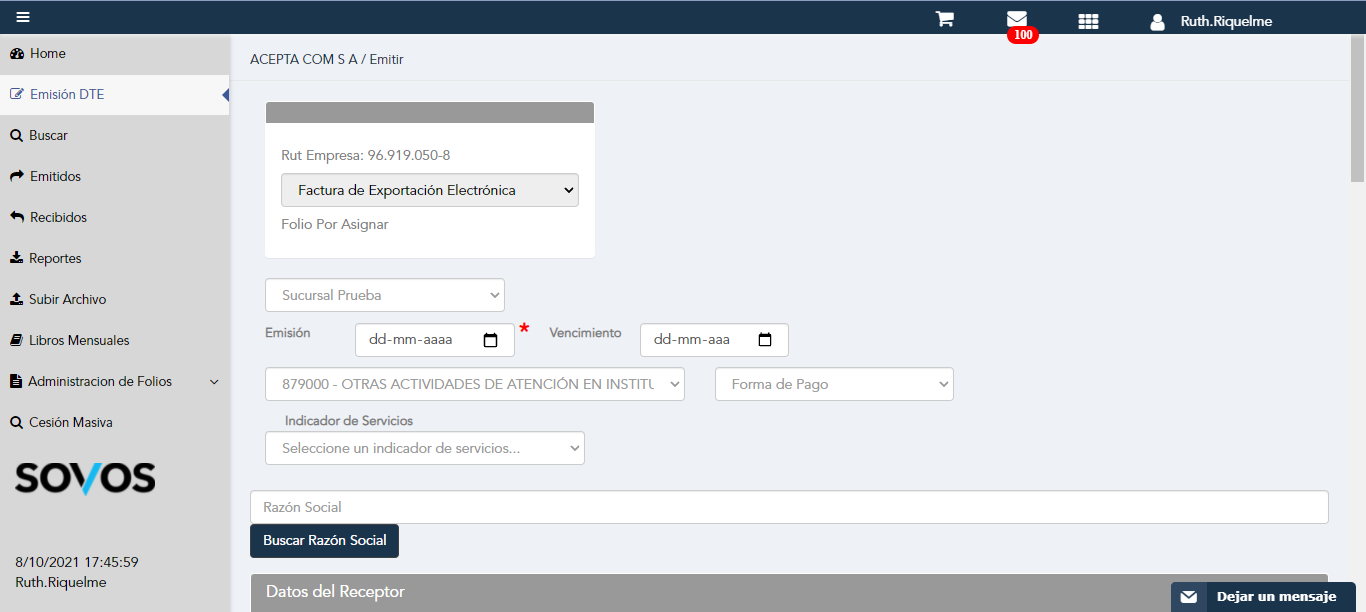 Ruth.Riquelme
100
Home
Emisión DTE
Buscar
Emitidos
Recibidos
Reportes
Subir Archivo
Libros Mensuales
Administracion de Folios
Cesión Masiva
SOVOS
8/10/2021 17:45:59
Ruth.Riquelme
ACEPTA COM S A / Emitir
Rut Empresa: 96.919.050-8
Factura de Exportación Electrónica
Folio Por Asignar
Sucursal Prueba
Emisión dd-mm-aaaa * Vencimiento dd-mm-aaa
879000 - OTRAS ACTIVIDADES DE ATENCIÓN EN INSTITU Forma de Pago
Indicador de Servicios
Seleccione un indicador de servicios...
Razón Social
Buscar Razón Social
Datos del Receptor
Dejar un mensaje